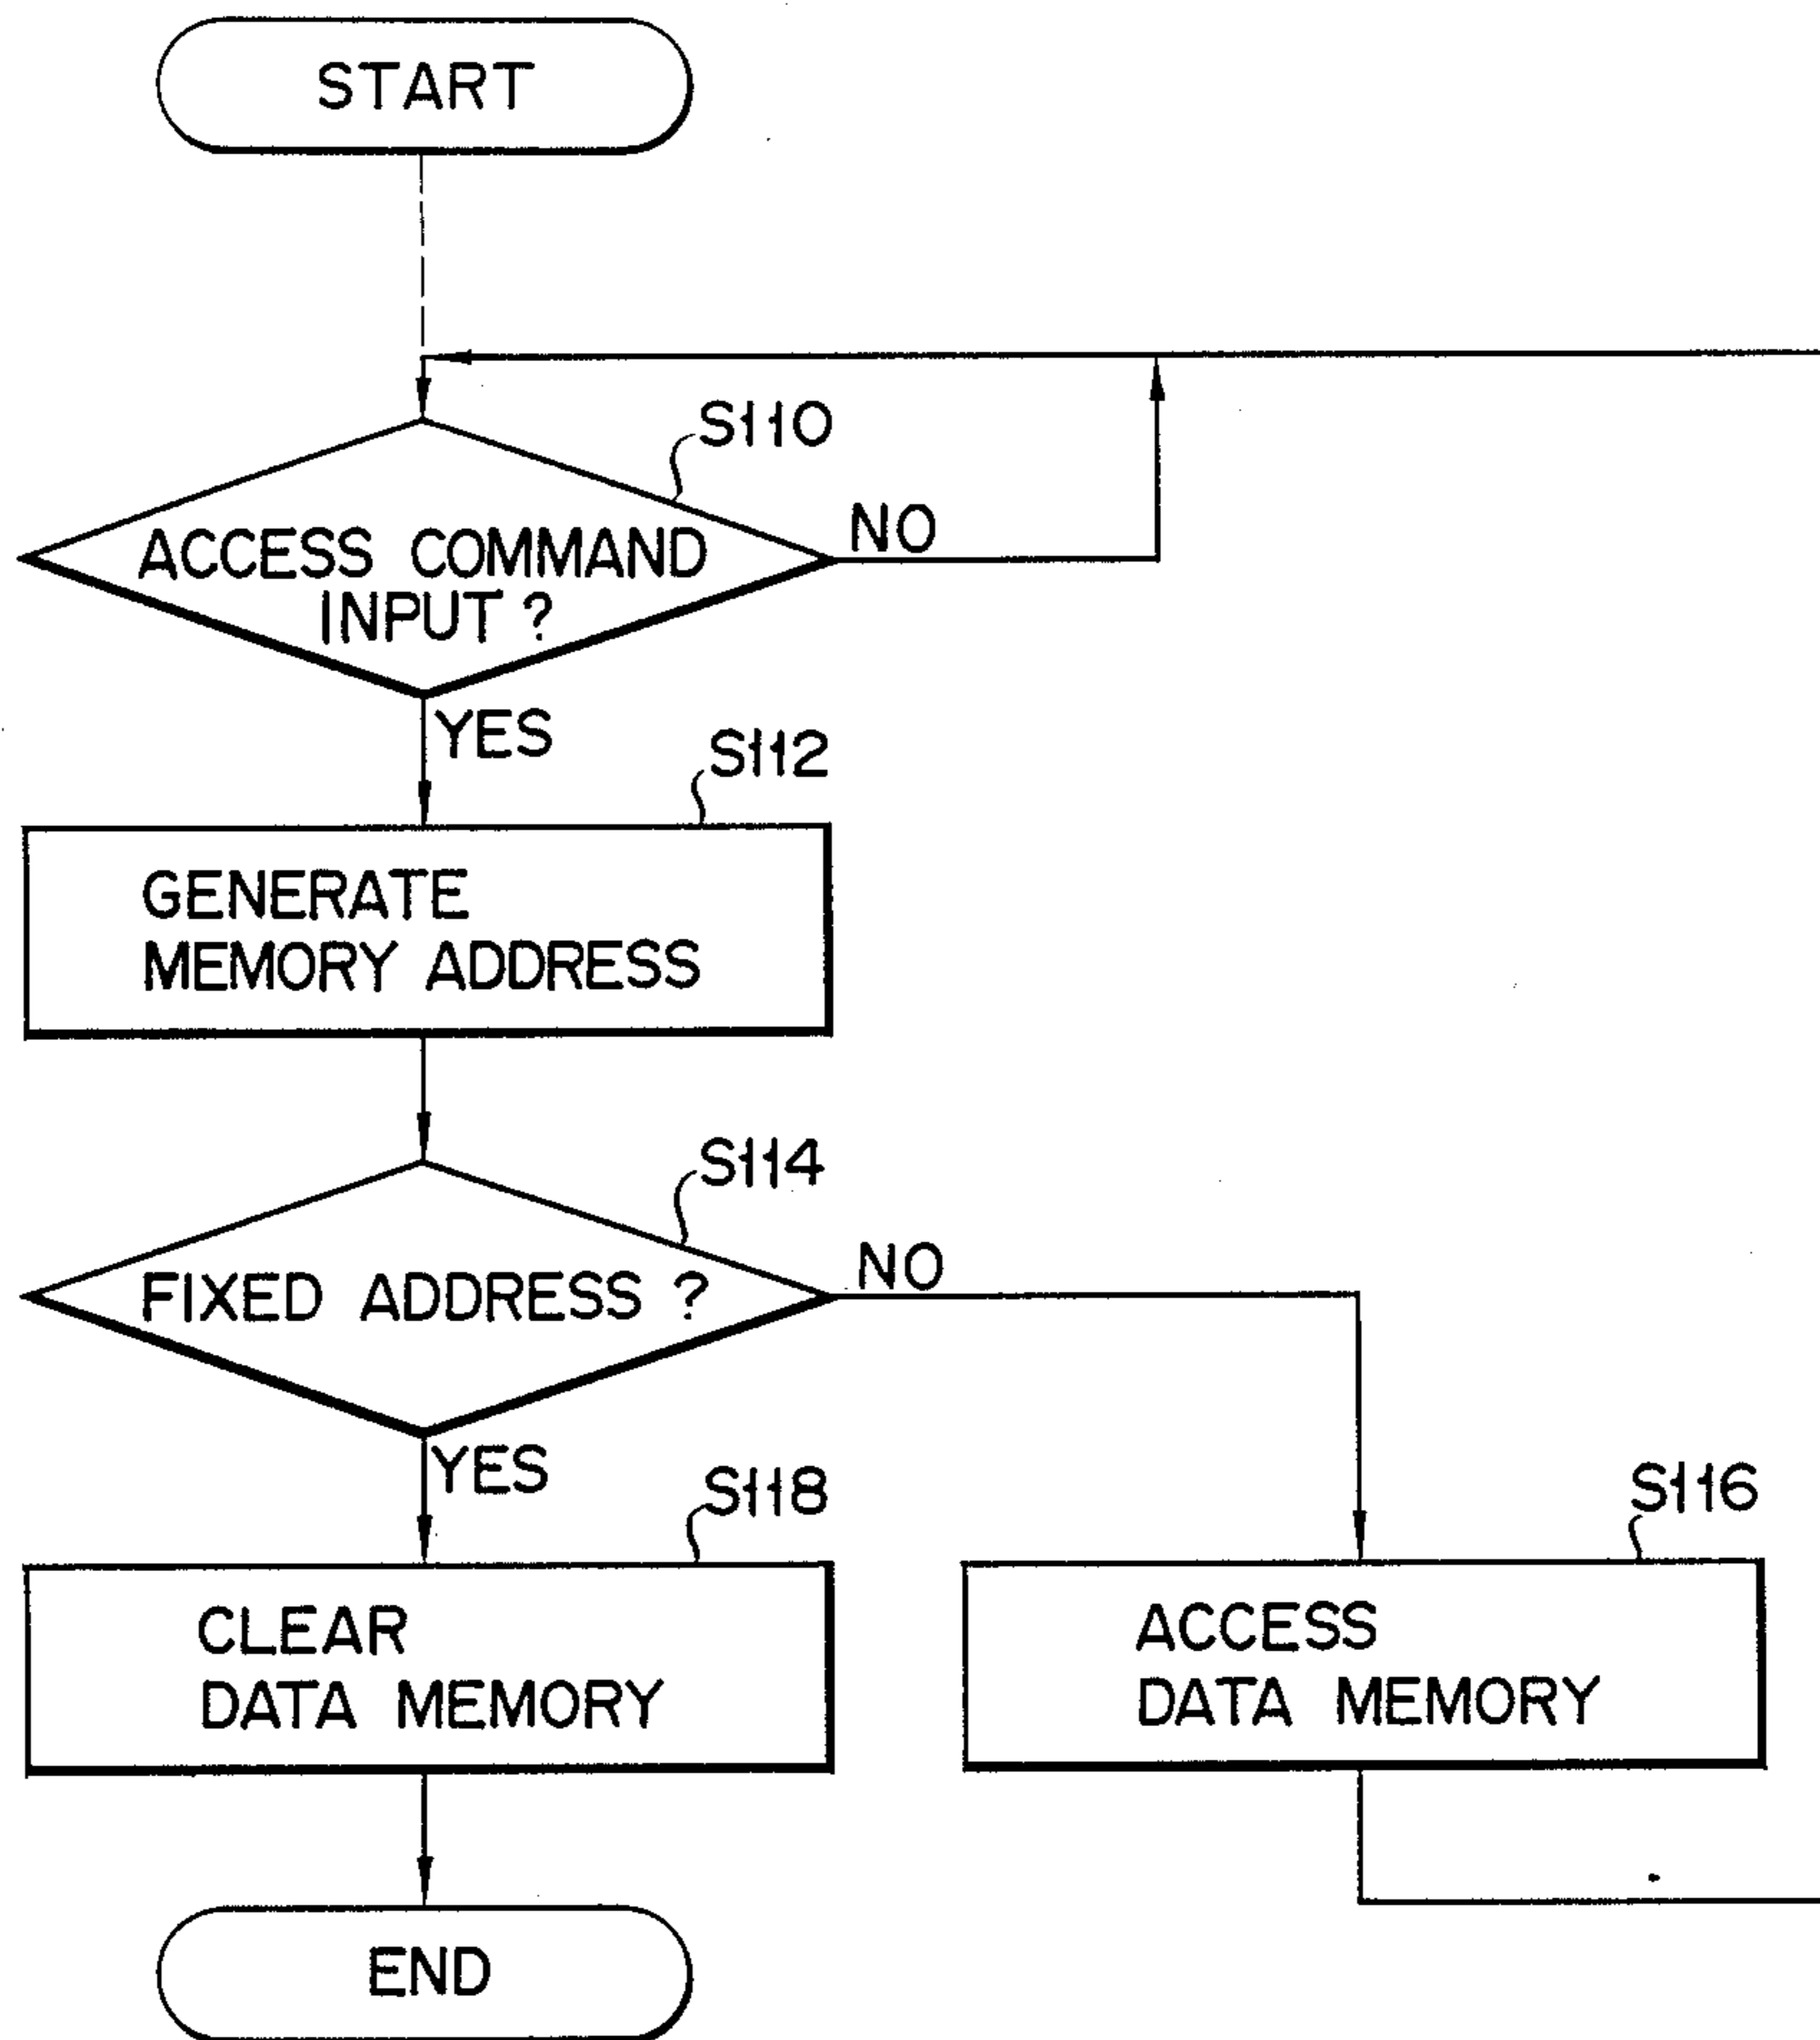 START
S110
ACCESS COMMAND
INPUT ?
NO
YES
S112
GENERATE
MEMORY ADDRESS
S114
FIXED ADDRESS ?
NO
YES
S118
CLEAR
DATA MEMORY
S116
ACCESS
DATA MEMORY
END